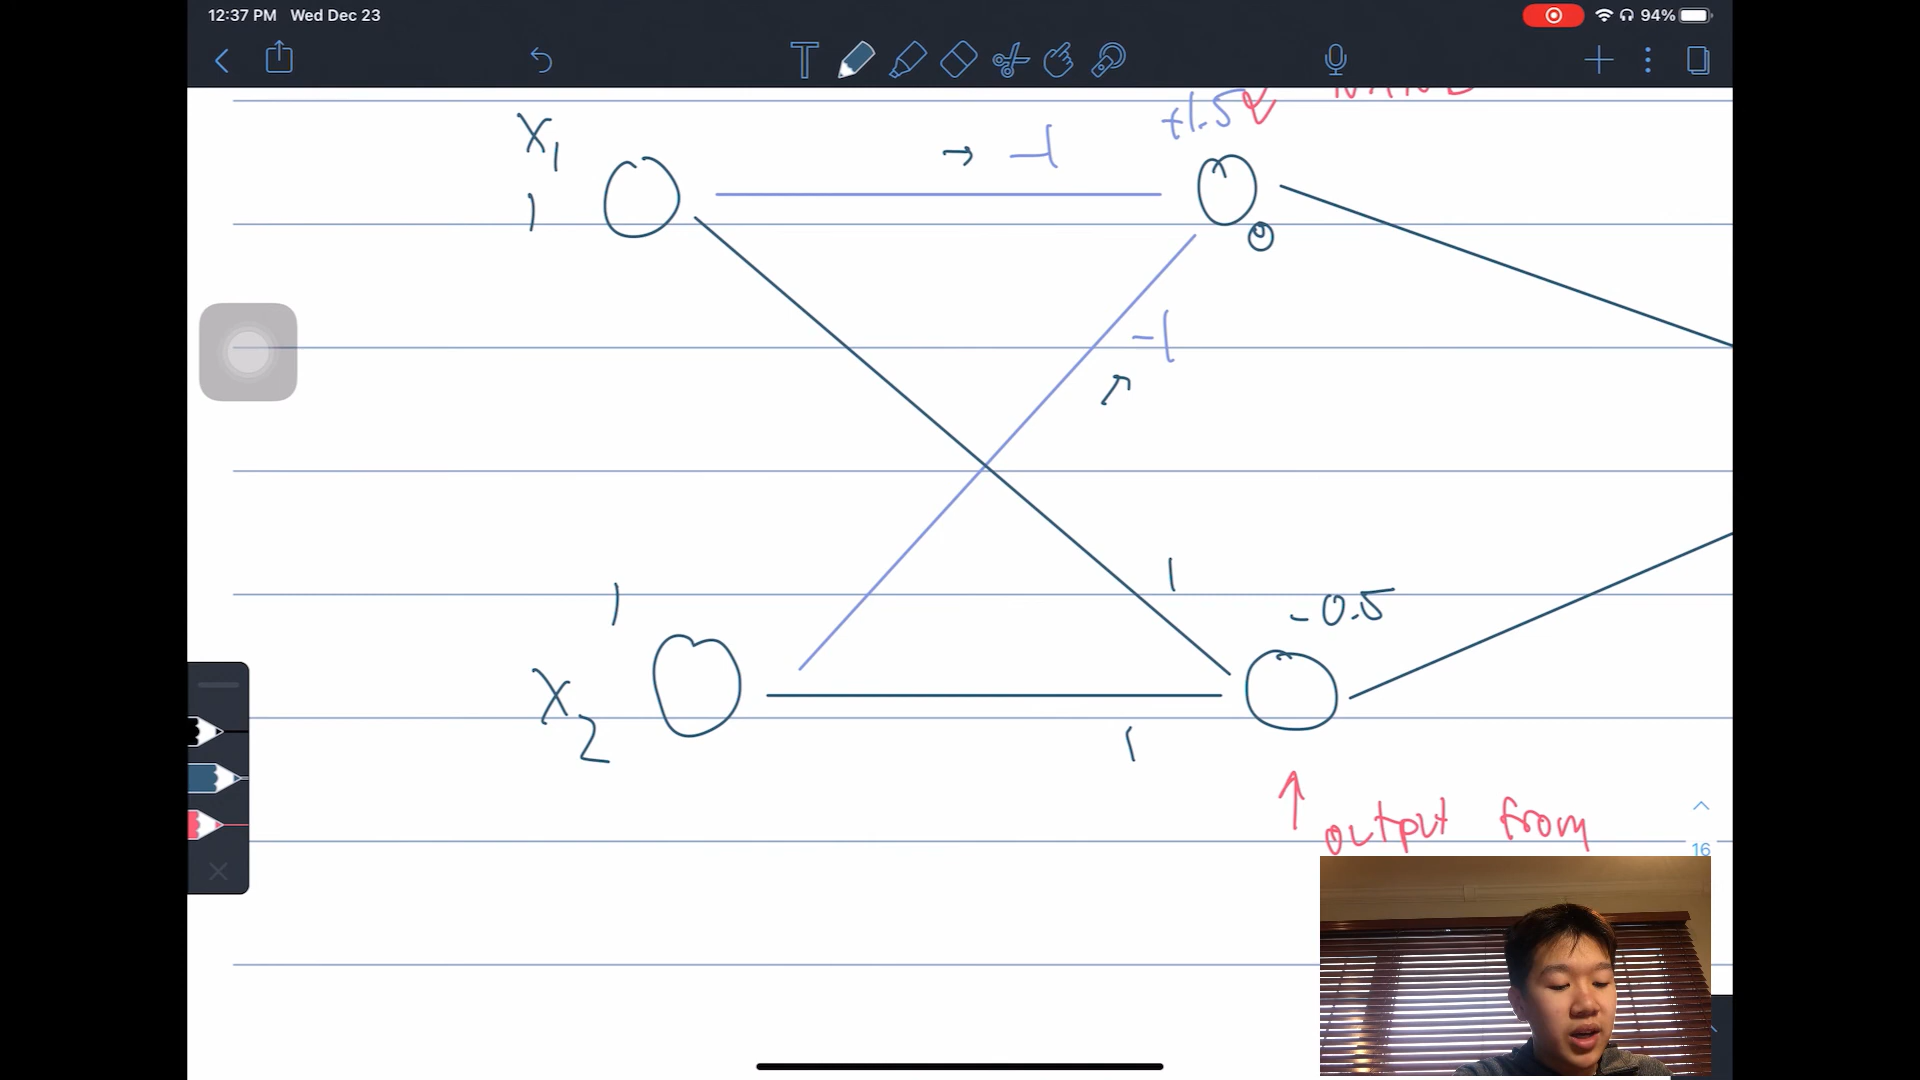 12:37 PM Wed Dec 23
94%
T
+1.5
x1
→ -1
1
0
-1
1
1
-0.5
x2
1
output from
16